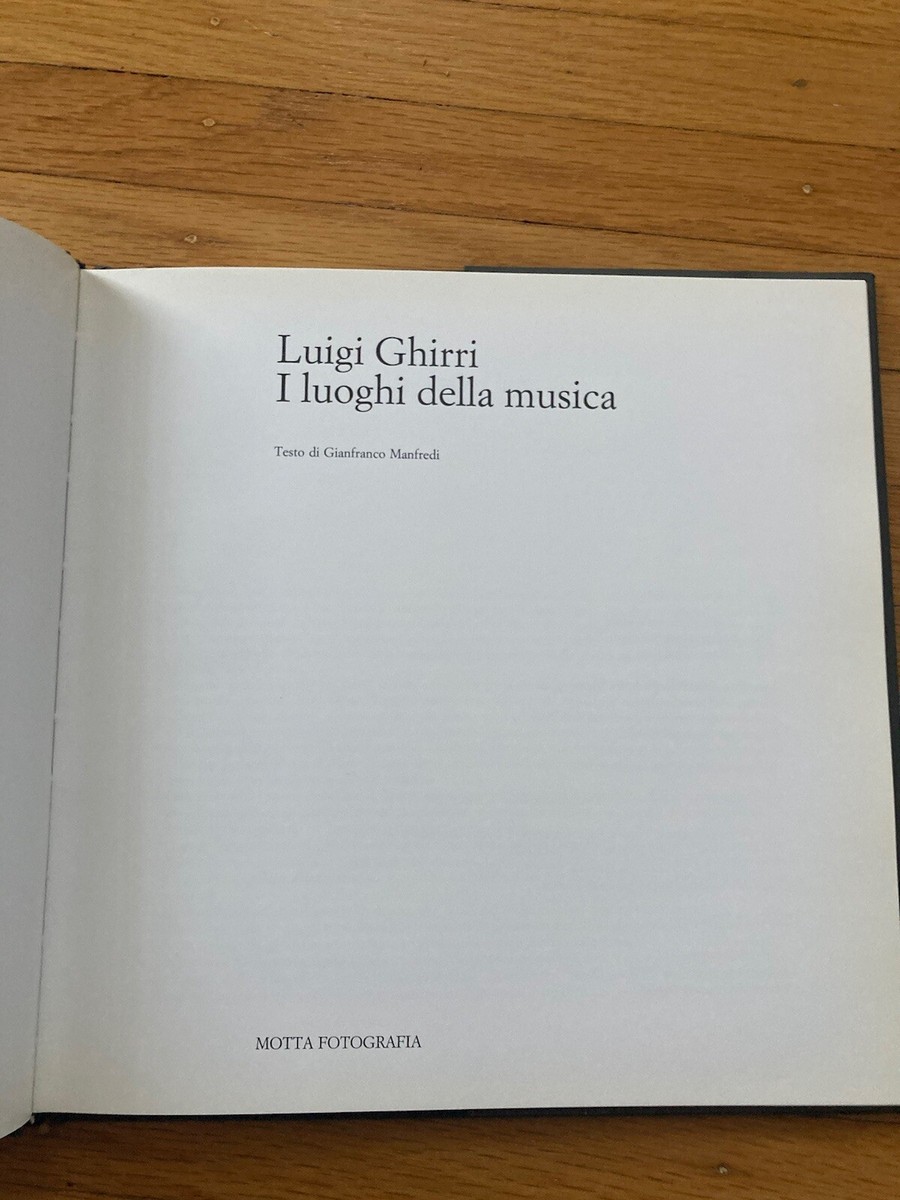 Luigi Ghirri
I luoghi della musica
Testo di Gianfranco Manfredi
MOTTA FOTOGRAFIA